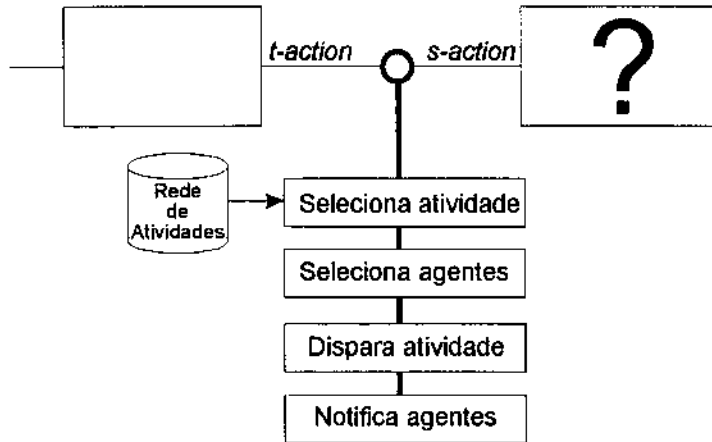 t-action
s-action
?
Rede
de
Atividades
Seleciona atividade
Seleciona agentes
Dispara atividade
Notifica agentes